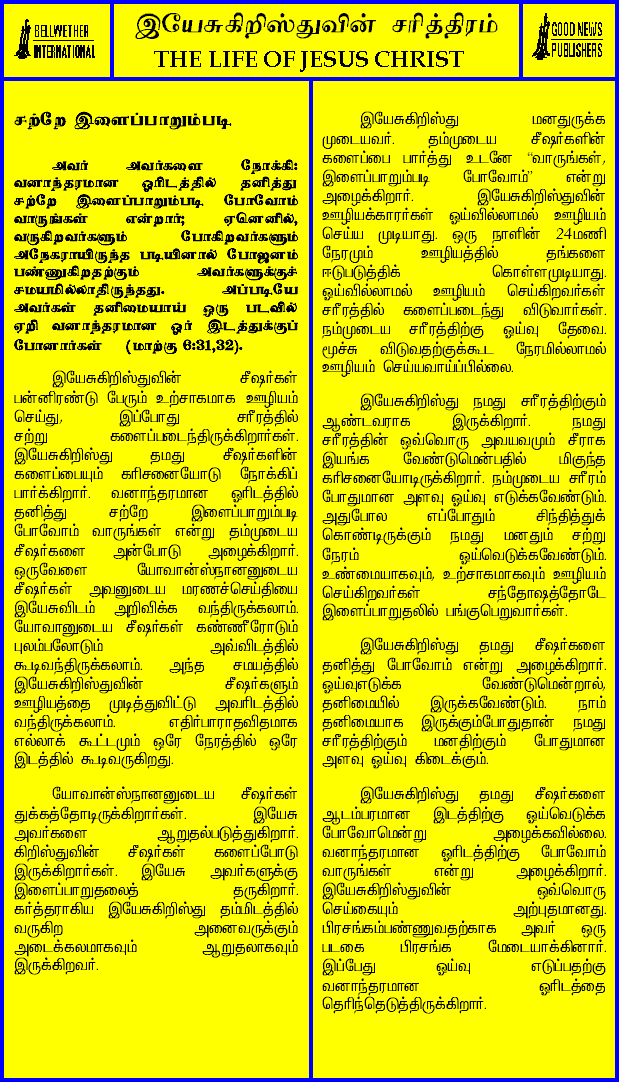 BELLWETHER
INTERNATIONAL
இயேசுகிறிஸ்துவின் சரித்திரம்
THE LIFE OF JESUS CHRIST
GOOD NEWS
PUBLISHERS
சற்றே இளைப்பாறும்படி
அவர் அவர்களை நோக்கி:
வனாந்தரமான ஓரிடத்தில் தனித்து
சற்றே இளைப்பாறும்படி போவோம்
வாருங்கள் என்றார்; ஏனெனில்,
வருகிறவர்களும் போகிறவர்களும்
அநேகராயிருந்த படியினால் போஜனம்
பண்ணுகிறதற்கும் அவர்களுக்குச்
சமயமில்லாதிருந்தது. அப்படியே
அவர்கள் தனிமையாய் ஒரு படவில்
ஏறி வனாந்தரமான ஓர் இடத்துக்குப்
போனார்கள் (மாற்கு 6:31,32).
இயேசுகிறிஸ்துவின் சீஷர்கள்
பன்னிரண்டு பேரும் உற்சாகமாக ஊழியம்
செய்து, இப்போது சரீரத்தில்
சற்று களைப்படைந்திருக்கிறார்கள்.
இயேசுகிறிஸ்து தமது சீஷர்களின்
களைப்பையும் கரிசனையோடு நோக்கிப்
பார்க்கிறார். வனாந்தரமான ஓரிடத்தில்
தனித்து சற்றே இளைப்பாறும்படி
போவோம் வாருங்கள் என்று தம்முடைய
சீஷர்களை அன்போடு அழைக்கிறார்.
ஒருவேளை யோவான்ஸ்நானனுடைய
சீஷர்கள் அவனுடைய மரணச்செய்தியை
இயேசுவிடம் அறிவிக்க வந்திருக்கலாம்.
யோவானுடைய சீஷர்கள் கண்ணீரோடும்
புலம்பலோடும் அவ்விடத்தில்
கூடிவந்திருக்கலாம். அந்த சமயத்தில்
இயேசுகிறிஸ்துவின் சீஷர்களும்
ஊழியத்தை முடித்துவிட்டு அவரிடத்தில்
வந்திருக்கலாம். எதிர்பாராதவிதமாக
எல்லாக் கூட்டமும் ஒரே நேரத்தில் ஒரே
இடத்தில் கூடிவருகிறது.
யோவான்ஸ்நானனுடைய சீஷர்கள்
துக்கத்தோடிருக்கிறார்கள். இயேசு
அவர்களை ஆறுதல்படுத்துகிறார்.
கிறிஸ்துவின் சீஷர்கள் களைப்போடு
இருக்கிறார்கள். இயேசு அவர்களுக்கு
இளைப்பாறுதலைத் தருகிறார்.
கர்த்தராகிய இயேசுகிறிஸ்து தம்மிடத்தில்
வருகிற அனைவருக்கும்
அடைக்கலமாகவும் ஆறுதலாகவும்
இருக்கிறவர்.
இயேசுகிறிஸ்து மனதுருக்க
முடையவர். தம்முடைய சீஷர்களின்
களைப்பை பார்த்து உடனே "வாருங்கள்,
இளைப்பாறும்படி போவோம்" என்று
அழைக்கிறார். இயேசுகிறிஸ்துவின்
ஊழியக்காரர்கள் ஓய்வில்லாமல் ஊழியம்
செய்ய முடியாது. ஒரு நாளின் 24மணி
நேரமும் ஊழியத்தில் தங்களை
ஈடுபடுத்திக் கொள்ளமுடியாது.
ஓய்வில்லாமல் ஊழியம் செய்கிறவர்கள்
சரீரத்தில் களைப்படைந்து விடுவார்கள்.
நம்முடைய சரீரத்திற்கு ஓய்வு தேவை.
மூச்சு விடுவதற்குக்கூட நேரமில்லாமல்
ஊழியம் செய்யவாய்ப்பில்லை.
இயேசுகிறிஸ்து நமது சரீரத்திற்கும்
ஆண்டவராக இருக்கிறார். நமது
சரீரத்தின் ஒவ்வொரு அவயவமும் சீராக
இயங்க வேண்டுமென்பதில் மிகுந்த
கரிசனையோடிருக்கிறார். நம்முடைய சரீரம்
போதுமான அளவு ஓய்வு எடுக்கவேண்டும்.
அதுபோல எப்போதும் சிந்தித்துக்
கொண்டிருக்கும் நமது மனதும் சற்று
நேரம் ஓய்வெடுக்கவேண்டும்.
உண்மையாகவும், உற்சாகமாகவும் ஊழியம்
செய்கிறவர்கள் சந்தோஷத்தோடே
இளைப்பாறுதலில் பங்குபெறுவார்கள்.
இயேசுகிறிஸ்து தமது சீஷர்களை
தனித்து போவோம் என்று அழைக்கிறார்.
ஓய்வுஎடுக்க வேண்டுமென்றால்,
தனிமையில் இருக்கவேண்டும். நாம்
தனிமையாக இருக்கும்போதுதான் நமது
சரீரத்திற்கும் மனதிற்கும் போதுமான
அளவு ஓய்வு கிடைக்கும்.
இயேசுகிறிஸ்து தமது சீஷர்களை
ஆடம்பரமான இடத்திற்கு ஓய்வெடுக்க
போவோமென்று அழைக்கவில்லை.
வனாந்தரமான ஓரிடத்திற்கு போவோம்
வாருங்கள் என்று அழைக்கிறார்.
இயேசுகிறிஸ்துவின் ஒவ்வொரு
செய்கையும் அற்புதமானது.
பிரசங்கம்பண்ணுவதற்காக அவர் ஒரு
படகை பிரசங்க மேடையாக்கினார்.
இப்பேது ஓய்வு எடுப்பதற்கு
வனாந்தரமான ஓரிடத்தை
தெரிந்தெடுத்திருக்கிறார்.